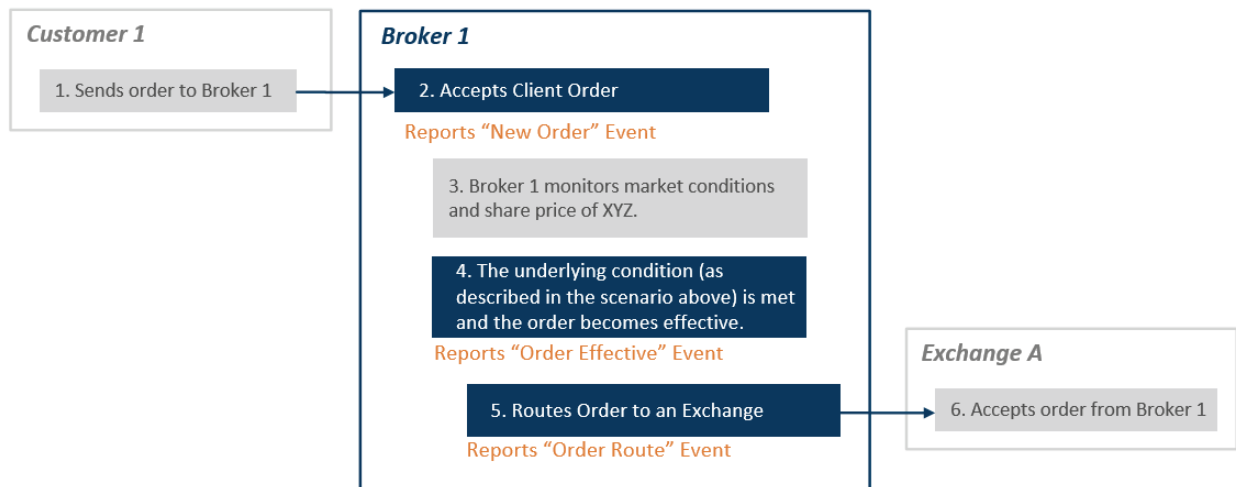 Customer 1
1. Sends order to Broker 1
Broker 1
2. Accepts Client Order
Reports “New Order” Event
3. Broker 1 monitors market conditions
and share price of XYZ.
4. The underlying condition (as
described in the scenario above) is met
and the order becomes effective.
Reports “Order Effective” Event
5. Routes Order to an Exchange
Reports “Order Route” Event
Exchange A
6. Accepts order from Broker 1